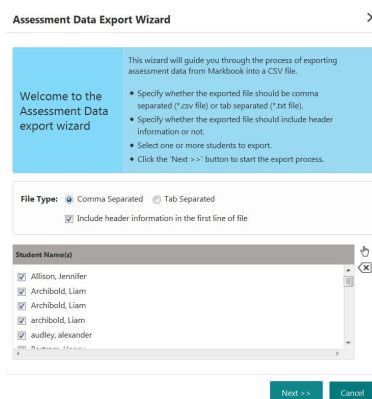 Assessment Data Export Wizard
This wizard will guide you through the process of exporting
assessment data from Markbook into a CSV file.
Welcome to the
Assessment Data
export wizard
• Specify whether the exported file should be comma
separated (*.csv file) or tab separated (*.txt file).
• Specify whether the exported file should include header
information or not.
• Select one or more students to export.
• Click the 'Next >>' button to start the export process.
File Type: Comma Separated Tab Separated
Include header information in the first line of file
Student Name(s)
Allison, Jennifer
Archibold, Liam
Archibold, Liam
archibold, Liam
audley, alexander
Next >> Cancel